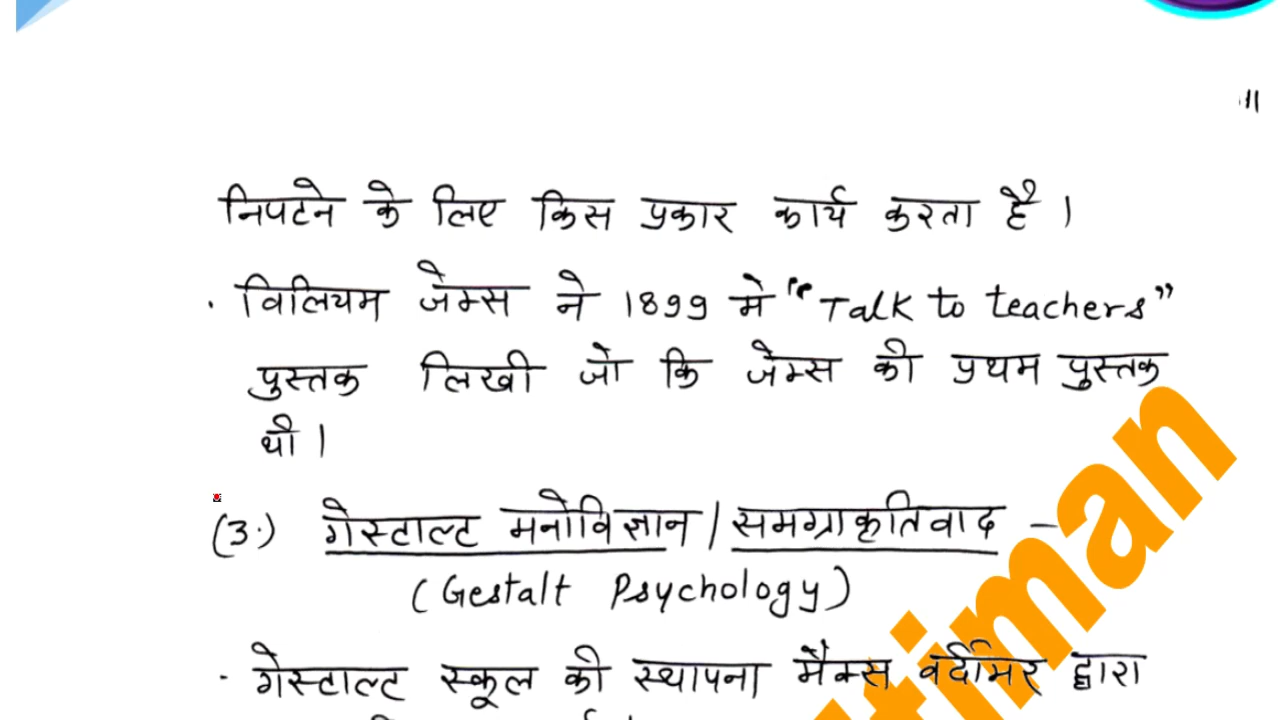 11
निपटने के लिए किस प्रकार कार्य करता है ।
· विलियम जेम्स ने 1899 मे "Talk to teachers"
पुस्तक लिखी जो कि जेम्स की प्रथम पुस्तक
थी ।
(3.) गेस्टाल्ट मनोविज्ञान / समग्राकृतिवाद –
(Gestalt Psychology)
· गेस्टाल्ट स्कूल की स्थापना मैक्स वर्दीमर द्वारा